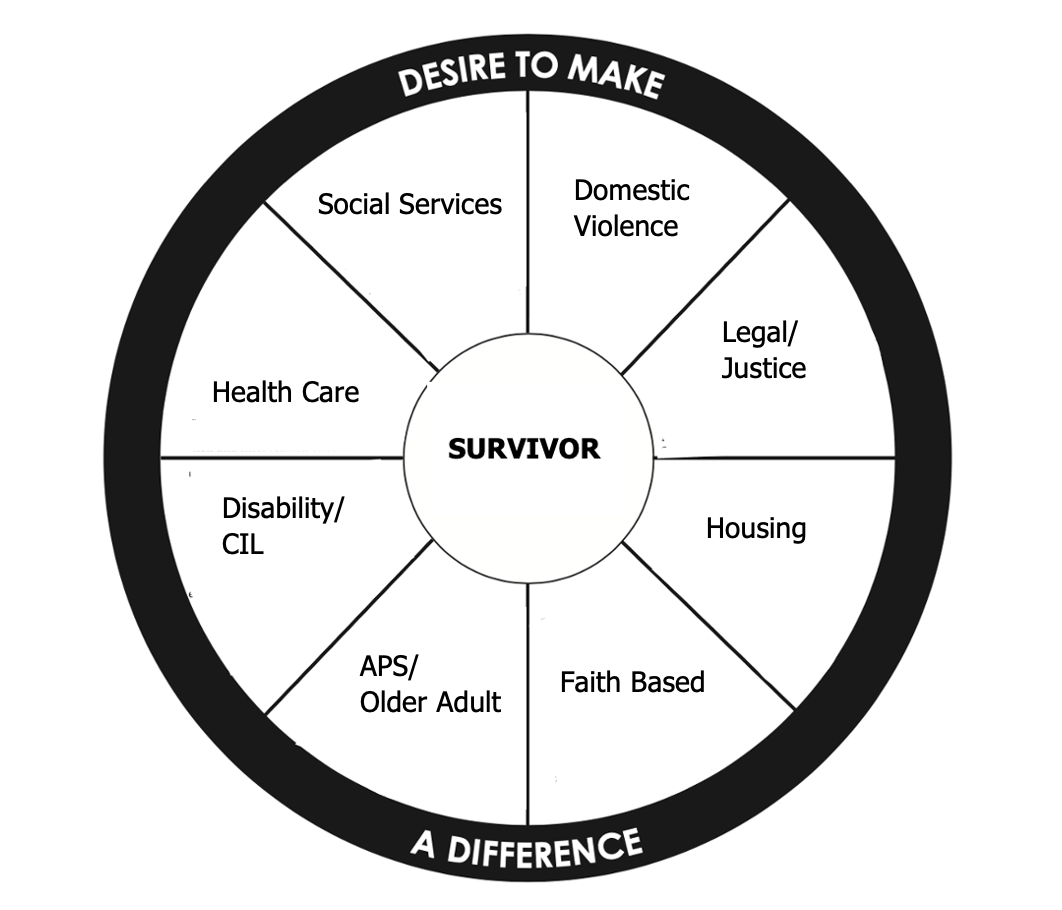 DESIRE TO MAKE
Social Services
Domestic
Violence
Legal/
Justice
Health Care
SURVIVOR
Disability/
CIL
Housing
APS/
Older Adult
Faith Based
A DIFFERENCE